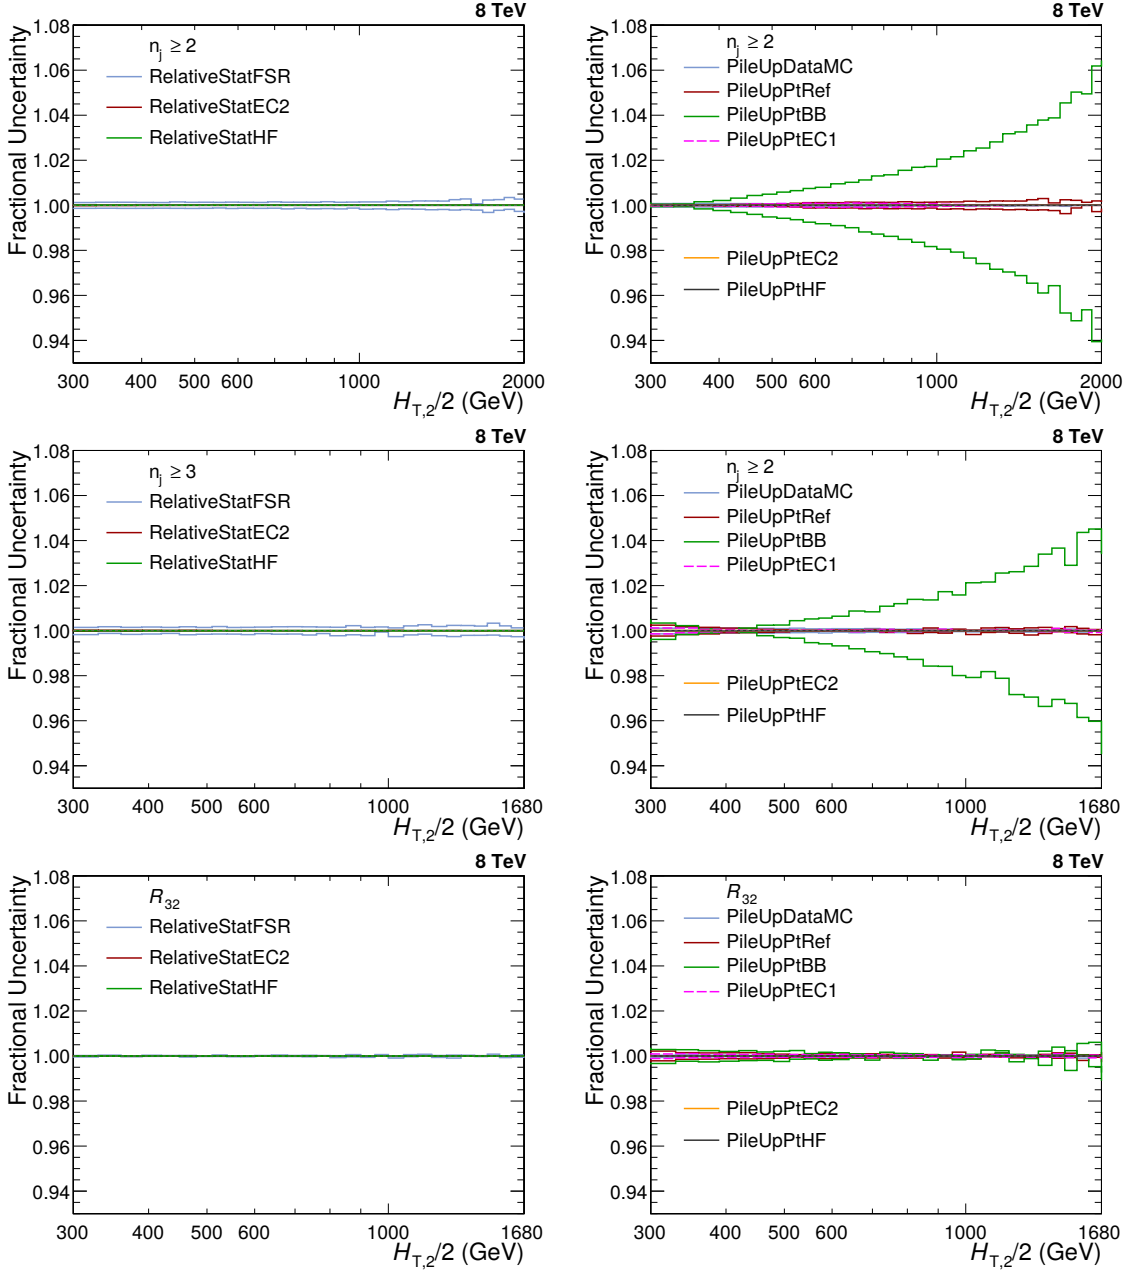 8 TeV
Fractional Uncertainty
1.08
1.06
1.04
1.02
1.00
0.98
0.96
0.94
n_j ≥ 2
RelativeStatFSR
RelativeStatEC2
RelativeStatHF
300 400 500 600 1000 2000
H_{T,2}/2 (GeV)
8 TeV
Fractional Uncertainty
1.08
1.06
1.04
1.02
1.00
0.98
0.96
0.94
n_j ≥ 2
PileUpDataMC
PileUpPtRef
PileUpPtBB
PileUpPtEC1
PileUpPtEC2
PileUpPtHF
300 400 500 600 1000 2000
H_{T,2}/2 (GeV)
8 TeV
Fractional Uncertainty
1.08
1.06
1.04
1.02
1.00
0.98
0.96
0.94
n_j ≥ 3
RelativeStatFSR
RelativeStatEC2
RelativeStatHF
300 400 500 600 1000 1680
H_{T,2}/2 (GeV)
8 TeV
Fractional Uncertainty
1.08
1.06
1.04
1.02
1.00
0.98
0.96
0.94
n_j ≥ 2
PileUpDataMC
PileUpPtRef
PileUpPtBB
PileUpPtEC1
PileUpPtEC2
PileUpPtHF
300 400 500 600 1000 1680
H_{T,2}/2 (GeV)
8 TeV
Fractional Uncertainty
1.08
1.06
1.04
1.02
1.00
0.98
0.96
0.94
R_{32}
RelativeStatFSR
RelativeStatEC2
RelativeStatHF
300 400 500 600 1000 1680
H_{T,2}/2 (GeV)
8 TeV
Fractional Uncertainty
1.08
1.06
1.04
1.02
1.00
0.98
0.96
0.94
R_{32}
PileUpDataMC
PileUpPtRef
PileUpPtBB
PileUpPtEC1
PileUpPtEC2
PileUpPtHF
300 400 500 600 1000 1680
H_{T,2}/2 (GeV)